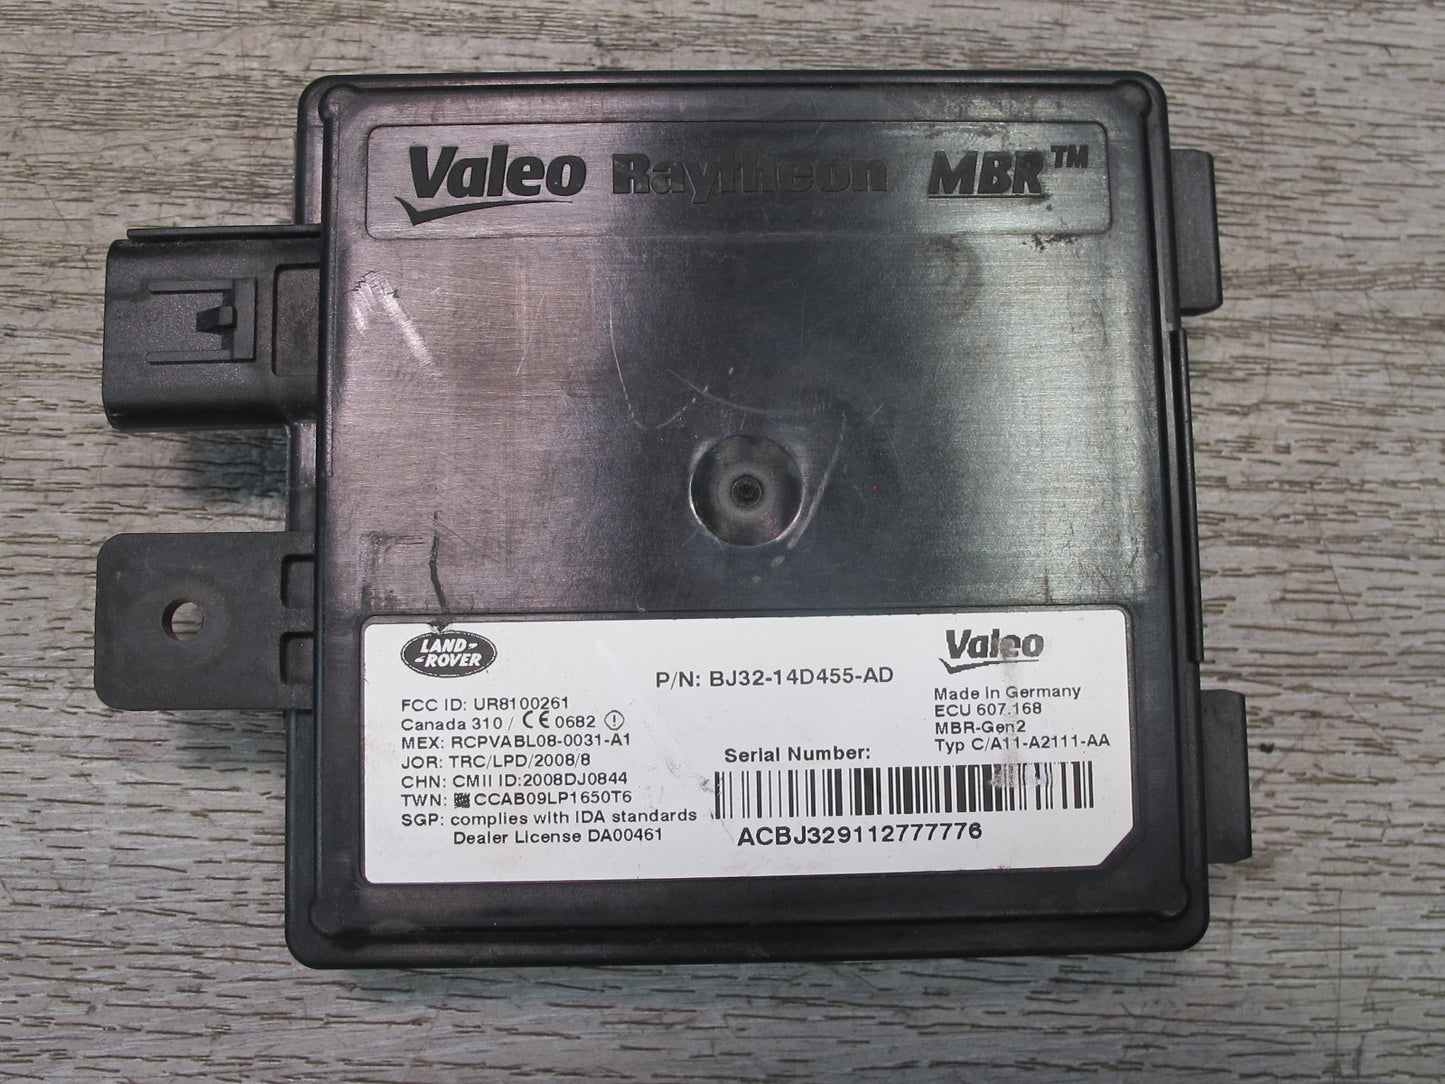 Valeo Raytheon MBR™
LAND-
-ROVER
P/N: BJ32-14D455-AD
Valeo
FCC ID: UR8100261
Canada 310 / CE 0682
MEX: RCPVABL08-0031-A1
JOR: TRC/LPD/2008/8
CHN: CMII ID:2008DJ0844
TWN: CCAB09LP1650T6
SGP: complies with IDA standards
Dealer License DA00461
Made in Germany
ECU 607.168
MBR-Gen2
Typ C/A11-A2111-AA
Serial Number:
ACBJ329112777776